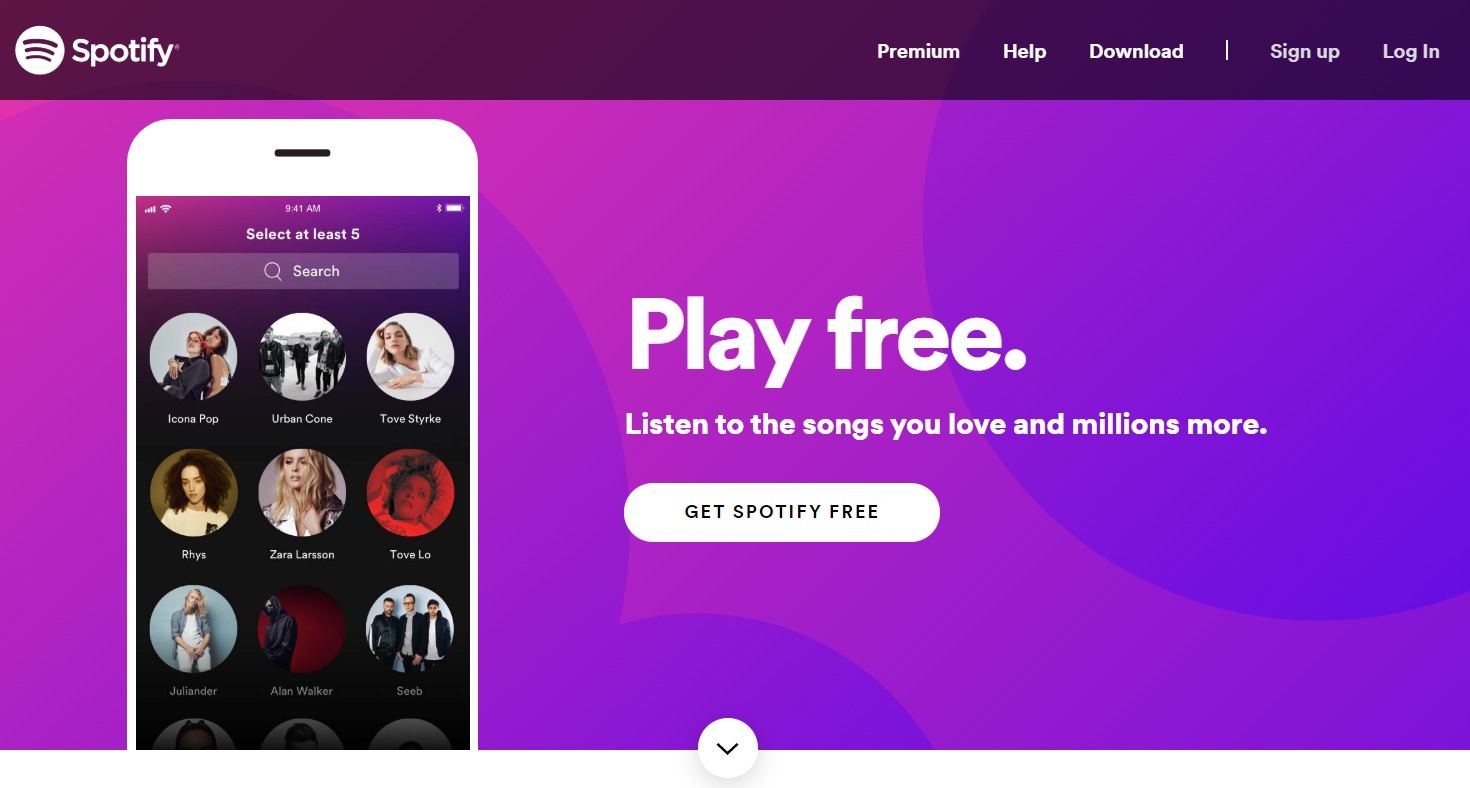 Spotify®
Premium Help Download | Sign up Log In
9:41 AM
Select at least 5
Search
Icona Pop Urban Cone Tove Styrke
Rhys Zara Larsson Tove Lo
Juliander Alan Walker Seeb
Play free.
Listen to the songs you love and millions more.
GET SPOTIFY FREE